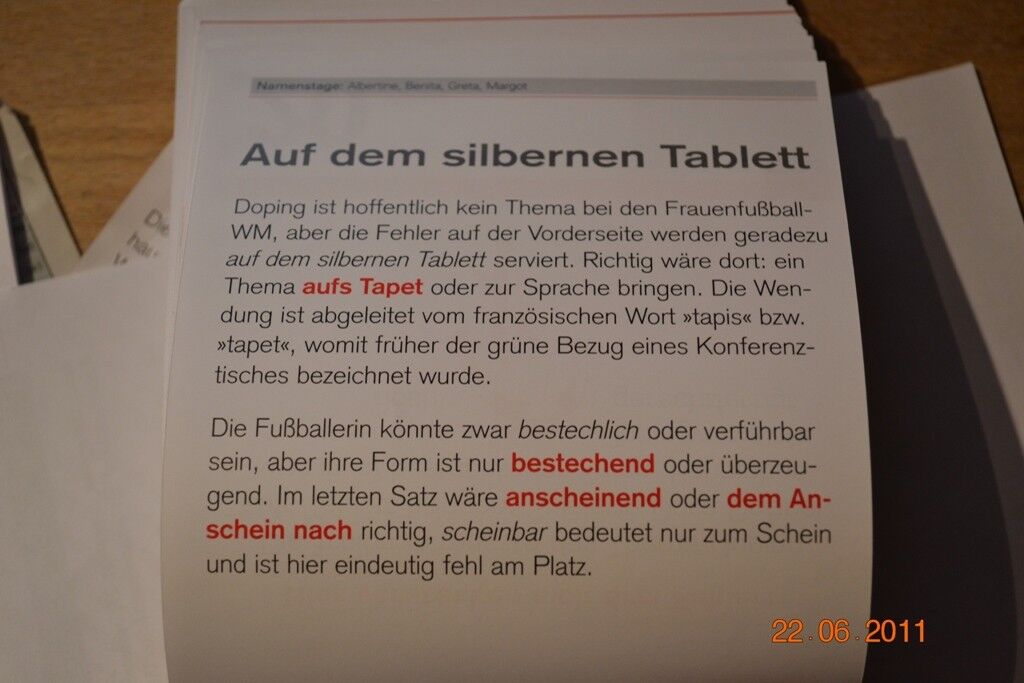 Namenstage: Albertine, Benita, Greta, Margot
Auf dem silbernen Tablett
Doping ist hoffentlich kein Thema bei den Frauenfußball-
WM, aber die Fehler auf der Vorderseite werden geradezu
auf dem silbernen Tablett serviert. Richtig wäre dort: ein
Thema aufs Tapet oder zur Sprache bringen. Die Wen-
dung ist abgeleitet vom französischen Wort »tapis« bzw.
»tapet«, womit früher der grüne Bezug eines Konferenz-
tisches bezeichnet wurde.
Die Fußballerin könnte zwar bestechlich oder verführbar
sein, aber ihre Form ist nur bestechend oder überzeu-
gend. Im letzten Satz wäre anscheinend oder dem An-
schein nach richtig, scheinbar bedeutet nur zum Schein
und ist hier eindeutig fehl am Platz.
22.06.2011